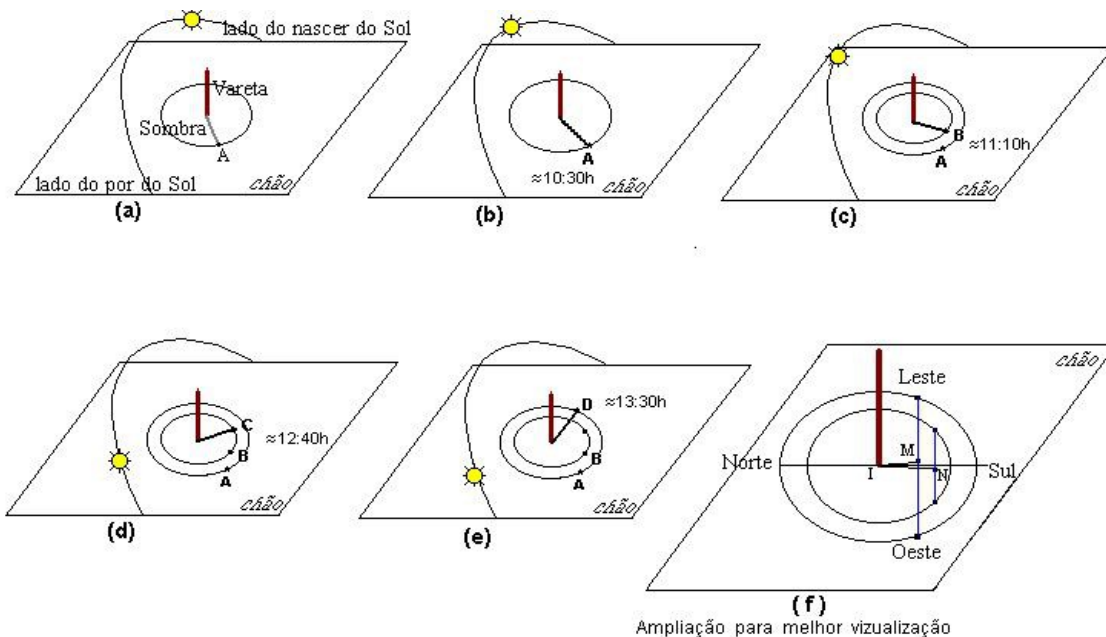 lado do nascer do Sol
Vareta
Sombra
A
lado do por do Sol
chão
(a)
A
≈10:30h
chão
(b)
B
A
≈11:10h
chão
(c)
C
B
A
≈12:40h
chão
(d)
D
B
A
≈13:30h
chão
(e)
chão
Leste
Norte
M
I
N
Sul
Oeste
(f)
Ampliação para melhor vizualização